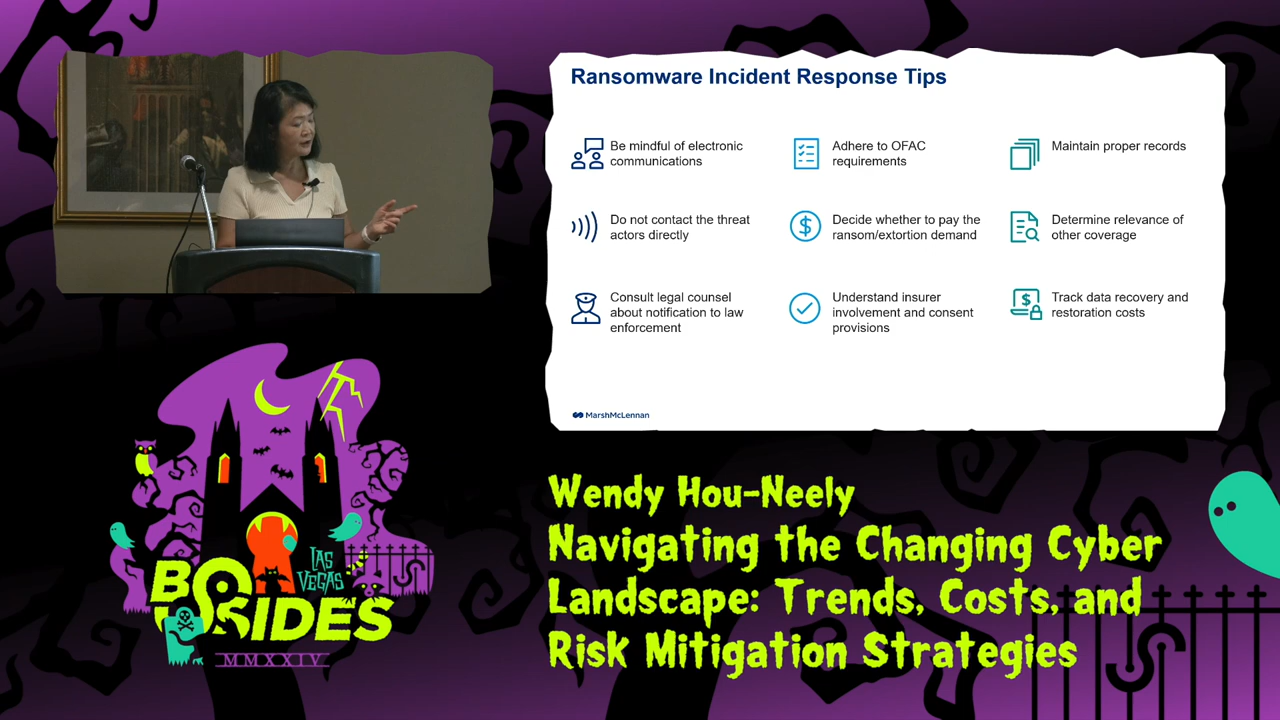 Ransomware Incident Response Tips
Be mindful of electronic
communications
Adhere to OFAC
requirements
Maintain proper records
Do not contact the threat
actors directly
Decide whether to pay the
ransom/extortion demand
Determine relevance of
other coverage
Consult legal counsel
about notification to law
enforcement
Understand insurer
involvement and consent
provisions
Track data recovery and
restoration costs
MarshMcLennan
BSIDES
LAS
VEGAS
MMXXIV
Wendy Hou-Neely
Navigating the Changing Cyber
Landscape: Trends, Costs, and
Risk Mitigation Strategies